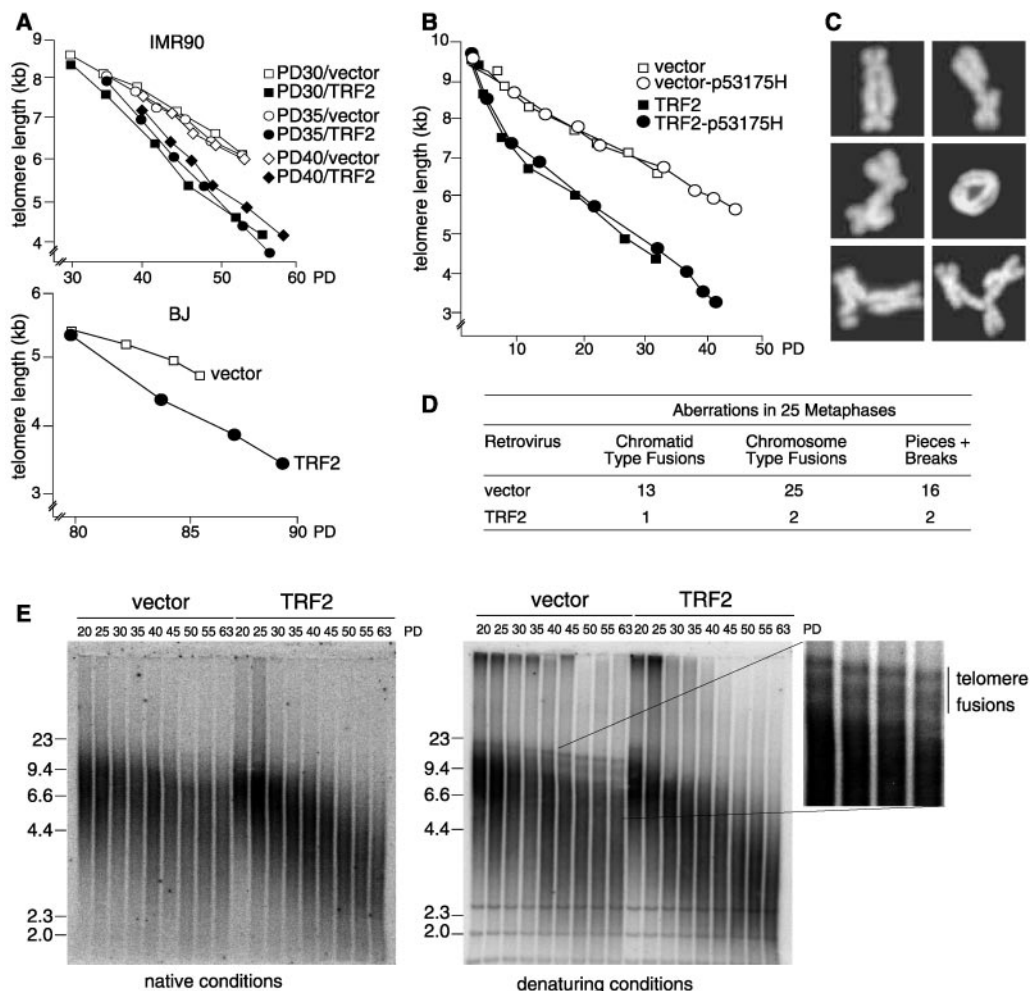 A
IMR90
telomere length (kb)
9
8
7
6
5
4
30
40
50
60
PD
PD30/vector
PD30/TRF2
PD35/vector
PD35/TRF2
PD40/vector
PD40/TRF2
BJ
telomere length (kb)
6
5
4
3
80
85
90
PD
vector
TRF2
B
telomere length (kb)
10
9
8
7
6
5
4
3
10
20
30
40
50
PD
vector
vector-p53175H
TRF2
TRF2-p53175H
C
D
Aberrations in 25 Metaphases
Retrovirus Chromatid Type Fusions Chromosome Type Fusions Pieces + Breaks
vector 13 25 16
TRF2 1 2 2
E
vector TRF2
20 25 30 35 40 45 50 55 63 20 25 30 35 40 45 50 55 63 PD
23
9.4
6.6
4.4
2.3
2.0
native conditions
vector TRF2
20 25 30 35 40 45 50 55 63 20 25 30 35 40 45 50 55 63 PD
23
9.4
6.6
4.4
2.3
2.0
denaturing conditions
telomere
fusions